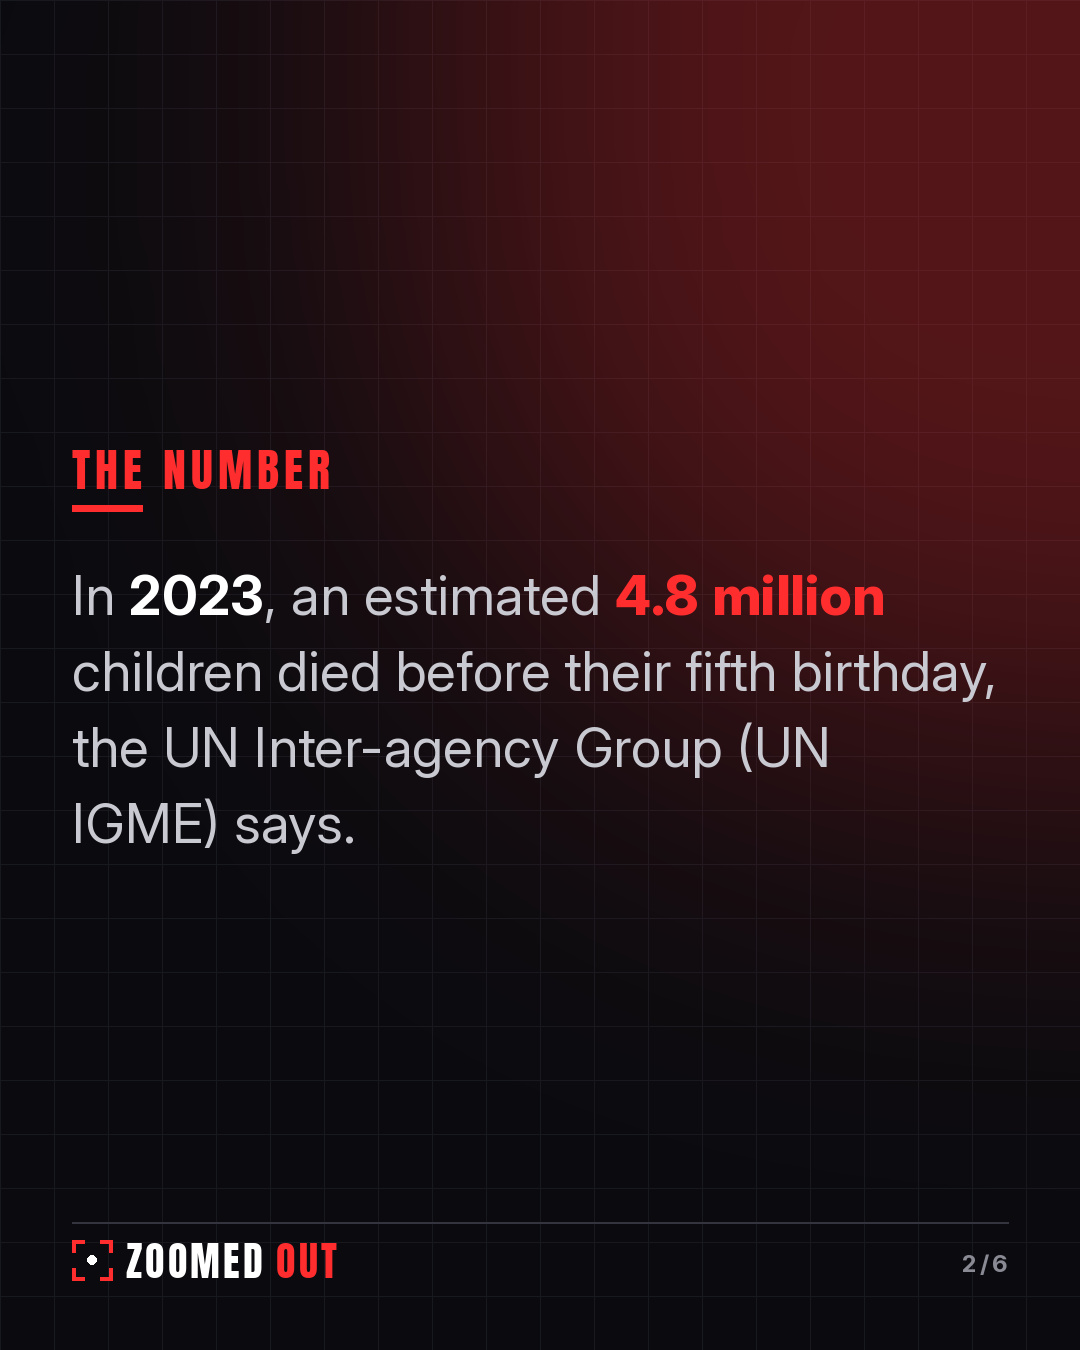 THE NUMBER
In 2023, an estimated 4.8 million
children died before their fifth birthday,
the UN Inter-agency Group (UN
IGME) says.
ZOOMED OUT
2/6